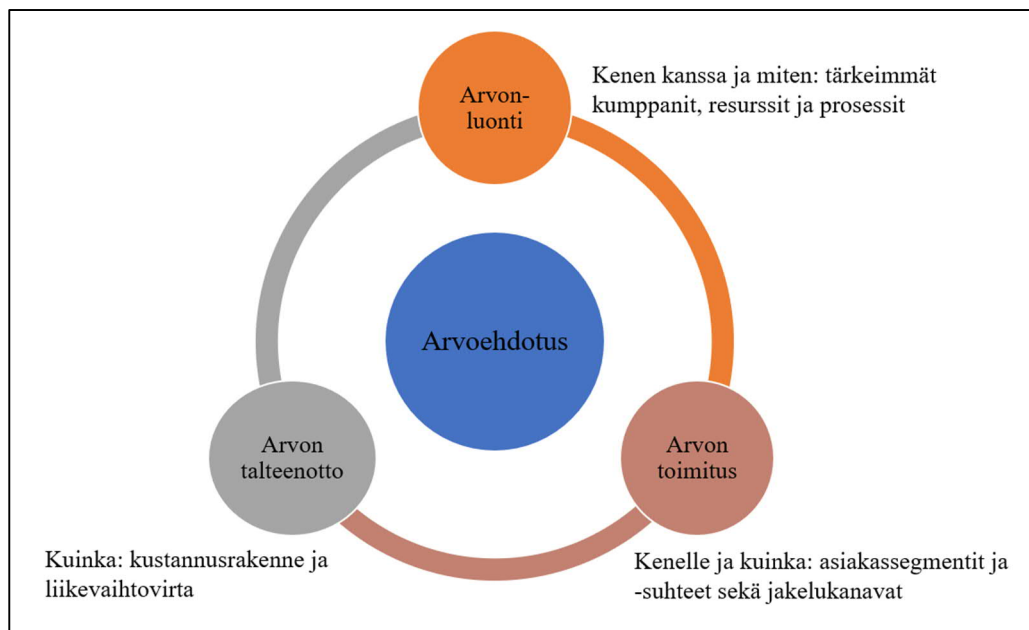 Arvon-
luonti
Kenen kanssa ja miten: tärkeimmät
kumppanit, resurssit ja prosessit
Arvoehdotus
Arvon
talteenotto
Arvon
toimitus
Kuinka: kustannusrakenne ja
liikevaihtovirta
Kenelle ja kuinka: asiakassegmentit ja
-suhteet sekä jakelukanavat